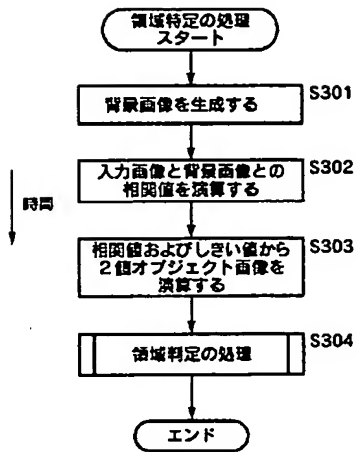 領域特定の処理
スタート
S301
背景画像を生成する
S302
入力画像と背景画像との
相関値を演算する
時間
S303
相関値およびしきい値から
2値オブジェクト画像を
演算する
S304
領域判定の処理
エンド